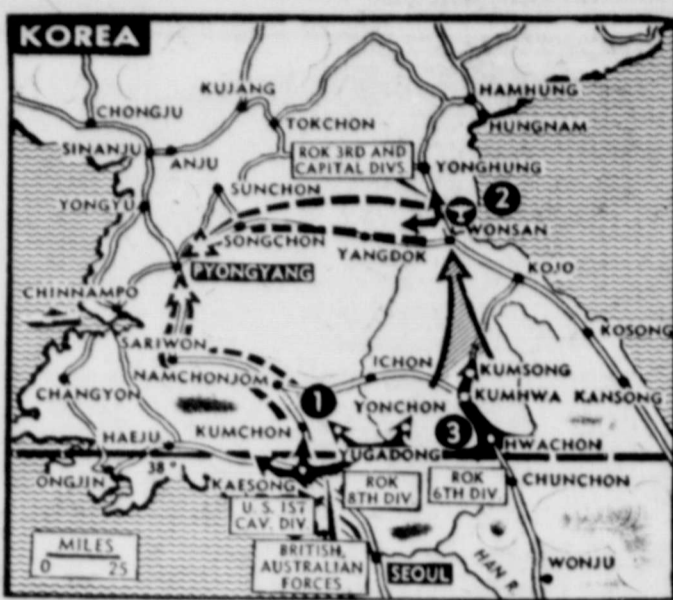 KOREA
HAMHUNG
KUJANG
CHONGJU
TOKCHON
HUNGNAM
SINANJU
ANJU
ROK 3RD AND
CAPITAL DIVS.
YONGHUNG
SUNCHON
2
YONGYU
WONSAN
SONGCHON
YANGDOK
PYONGYANG
KOJO
CHINNAMPO
KOSONG
SARIWON
ICHON
KUMSONG
NAMCHONJOM
CHANGYON
1
YONCHON
KUMHWA
KANSONG
3
HAEJU
KUMCHON
YUGADONG
HWACHON
38°
ONGJIN
KAESONG
ROK
8TH DIV.
ROK
6TH DIV.
CHUNCHON
U.S. 1ST
CAV. DIV.
BRITISH,
AUSTRALIAN
FORCES
MILES
0 25
SEOUL
HAN R.
WONJU